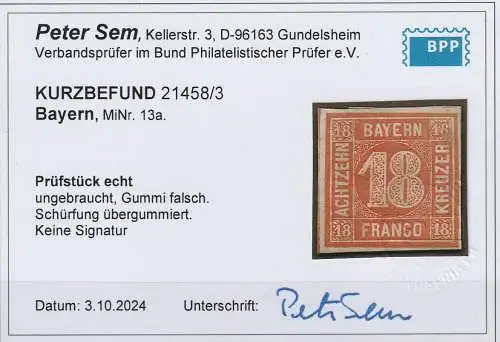 Peter Sem, Kellerstr. 3, D-96163 Gundelsheim
Verbandsprüfer im Bund Philatelistischer Prüfer e.V.
BPP
KURZBEFUND 21458/3
Bayern, MiNr. 13a.
Prüfstück echt
ungebraucht, Gummi falsch.
Schürfung übergummiert.
Keine Signatur
18 BAYERN 18
ACHTZEHN
18
KREUZER
18 FRANCO 18
Datum: 3.10.2024
Unterschrift:
Peter Sem